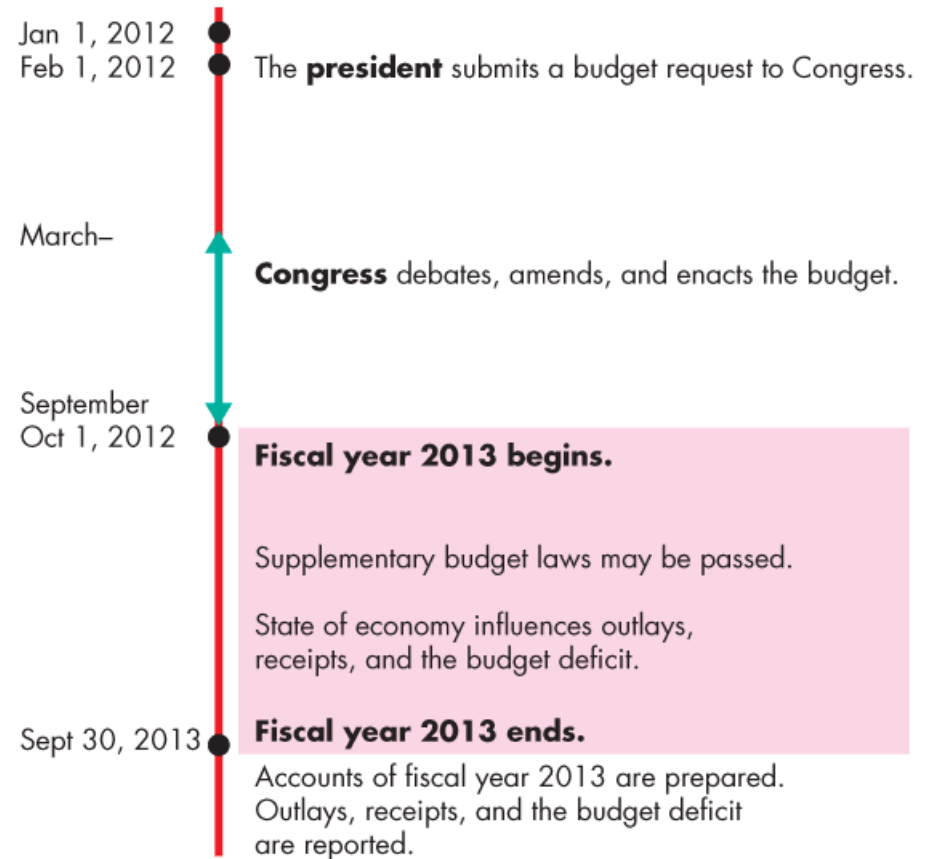 Jan 1, 2012
Feb 1, 2012 The president submits a budget request to Congress.
March–
Congress debates, amends, and enacts the budget.
September
Oct 1, 2012
Fiscal year 2013 begins.
Supplementary budget laws may be passed.
State of economy influences outlays,
receipts, and the budget deficit.
Sept 30, 2013 Fiscal year 2013 ends.
Accounts of fiscal year 2013 are prepared.
Outlays, receipts, and the budget deficit
are reported.